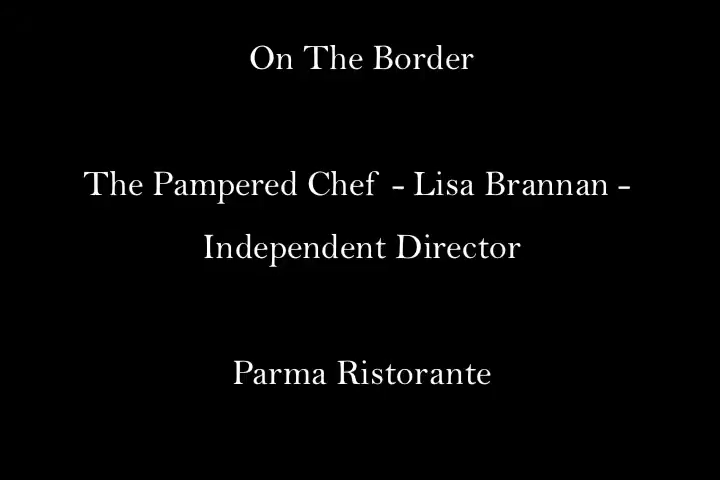 On The Border
The Pampered Chef - Lisa Brannan -
Independent Director
Parma Ristorante